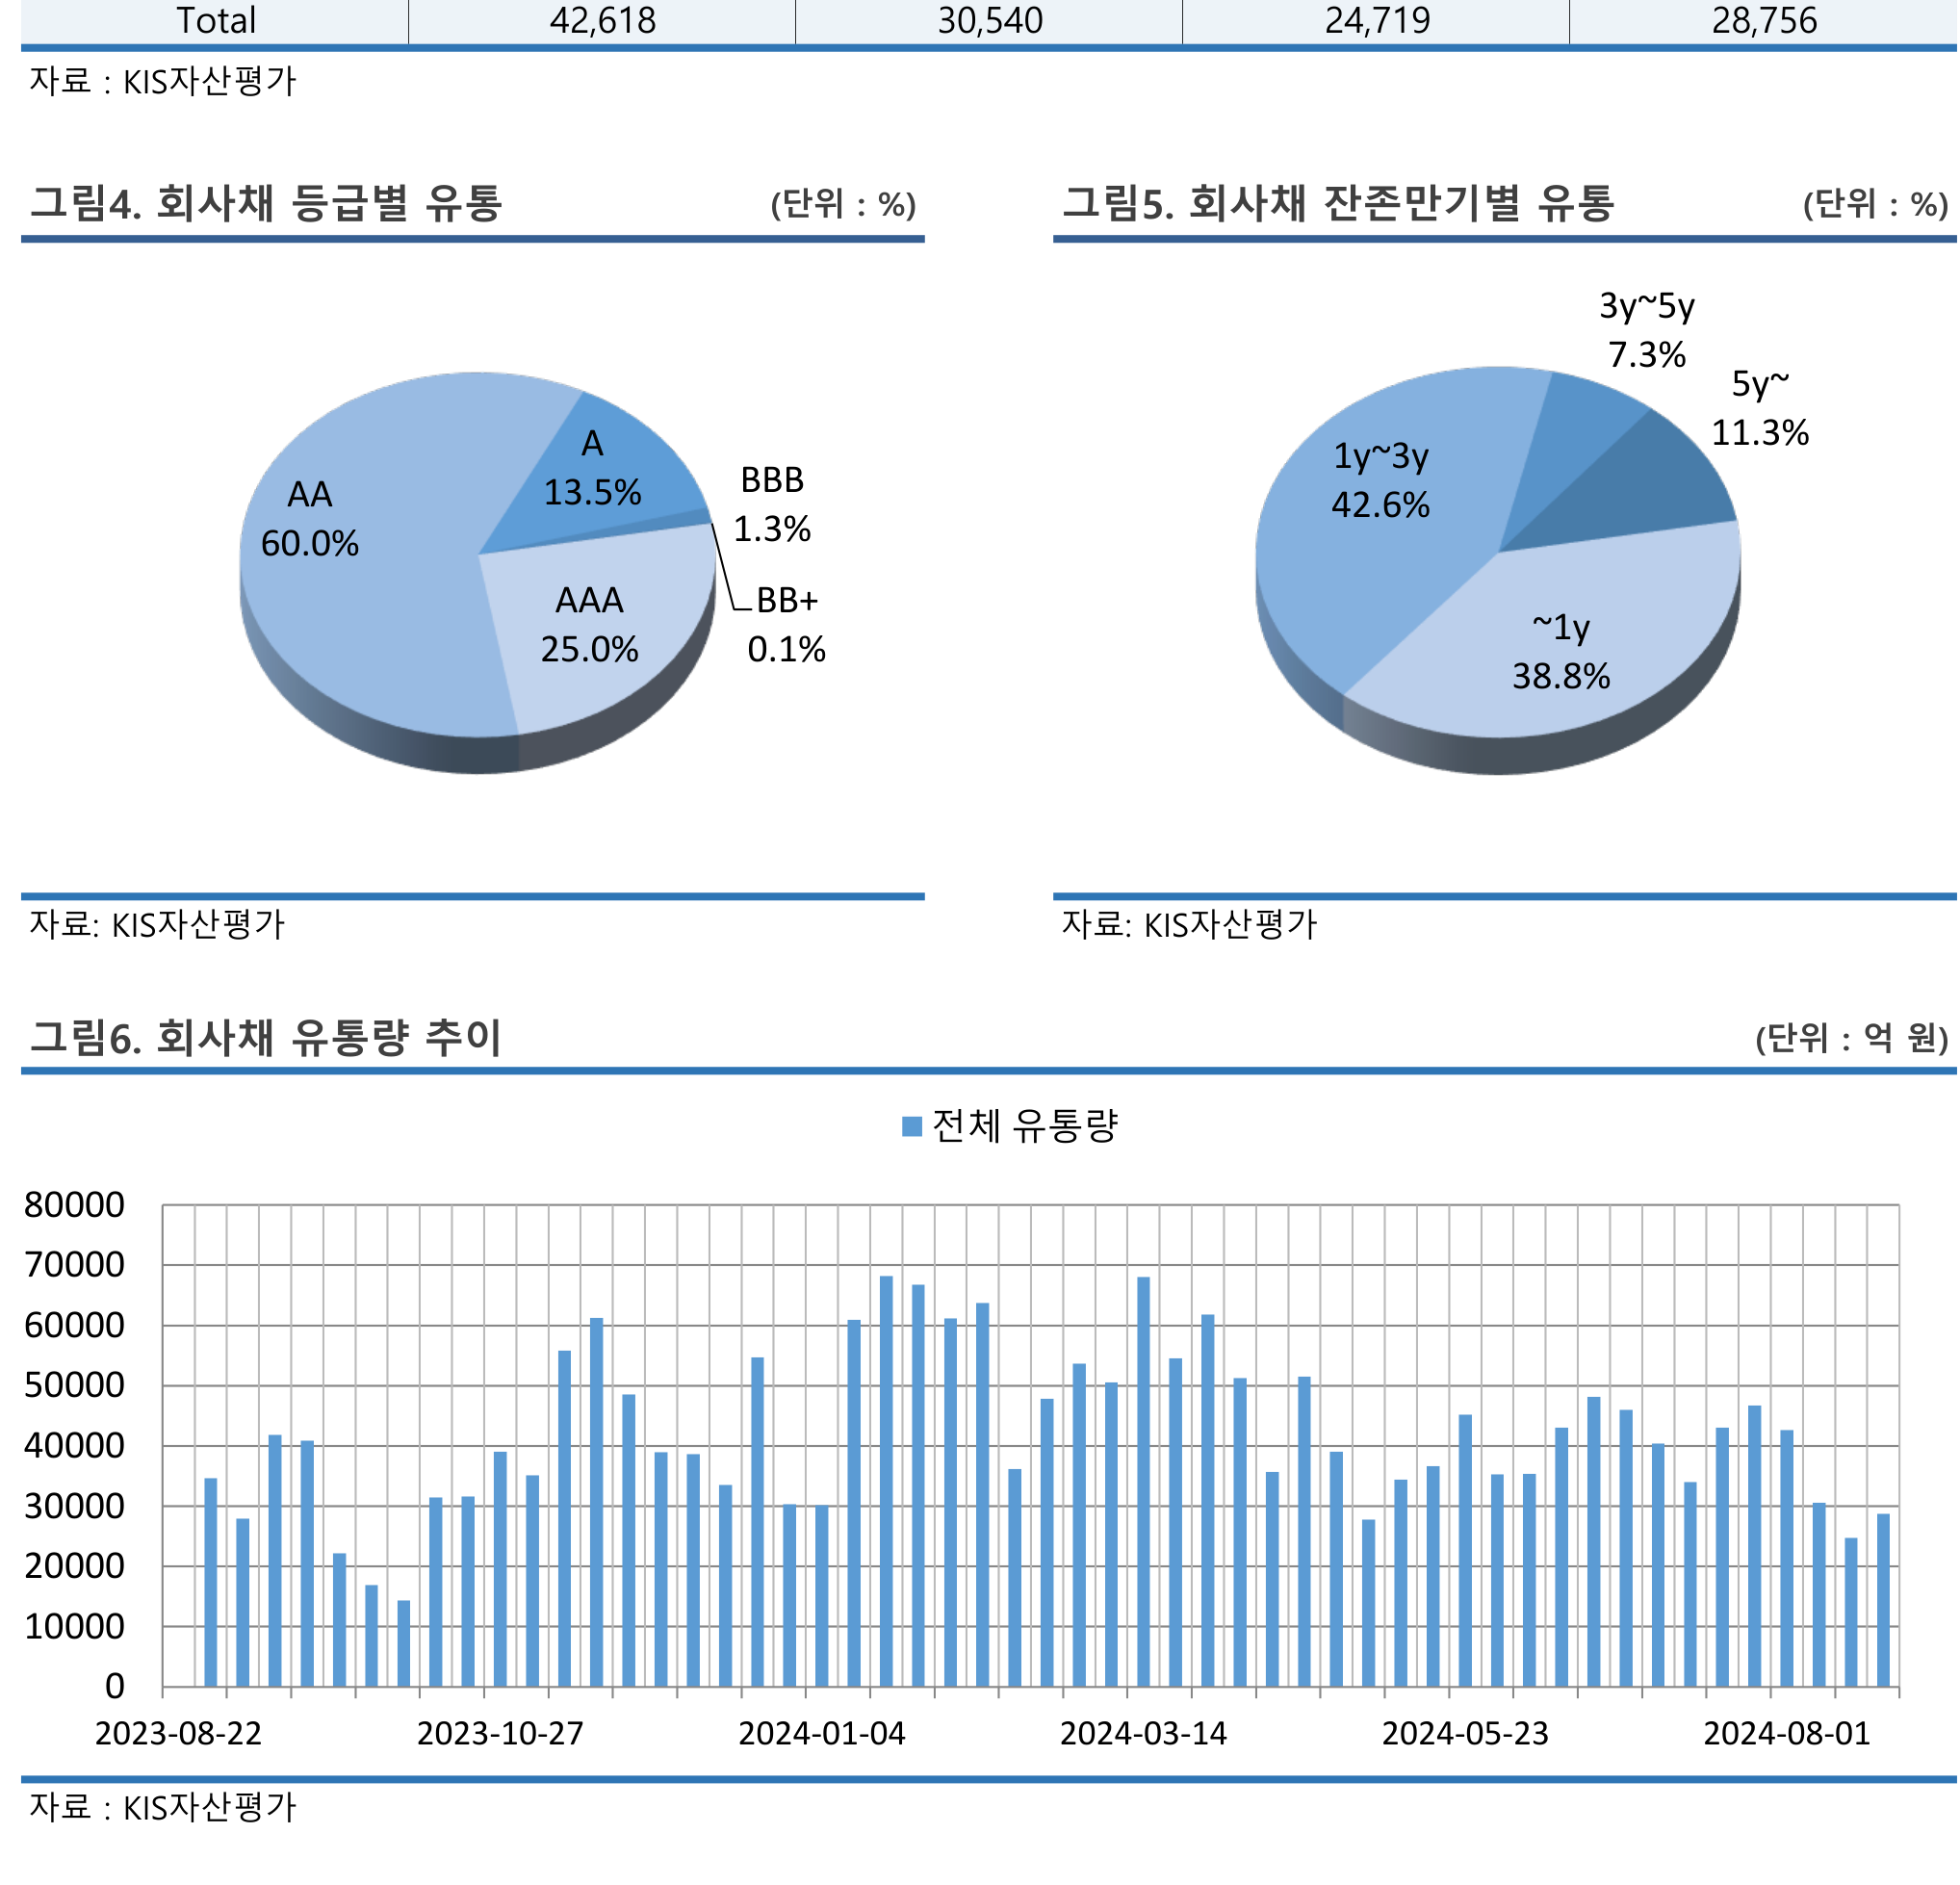 Total 42,618 30,540 24,719 28,756
자료 : KIS자산평가
그림4. 회사채 등급별 유통 (단위 : %)
AA
60.0%
A
13.5%
BBB
1.3%
BB+
0.1%
AAA
25.0%
자료: KIS자산평가
그림5. 회사채 잔존만기별 유통 (단위 : %)
3y~5y
7.3%
5y~
11.3%
1y~3y
42.6%
~1y
38.8%
자료: KIS자산평가
그림6. 회사채 유통량 추이 (단위 : 억 원)
전체 유통량
80000
70000
60000
50000
40000
30000
20000
10000
0
2023-08-22 2023-10-27 2024-01-04 2024-03-14 2024-05-23 2024-08-01
자료 : KIS자산평가